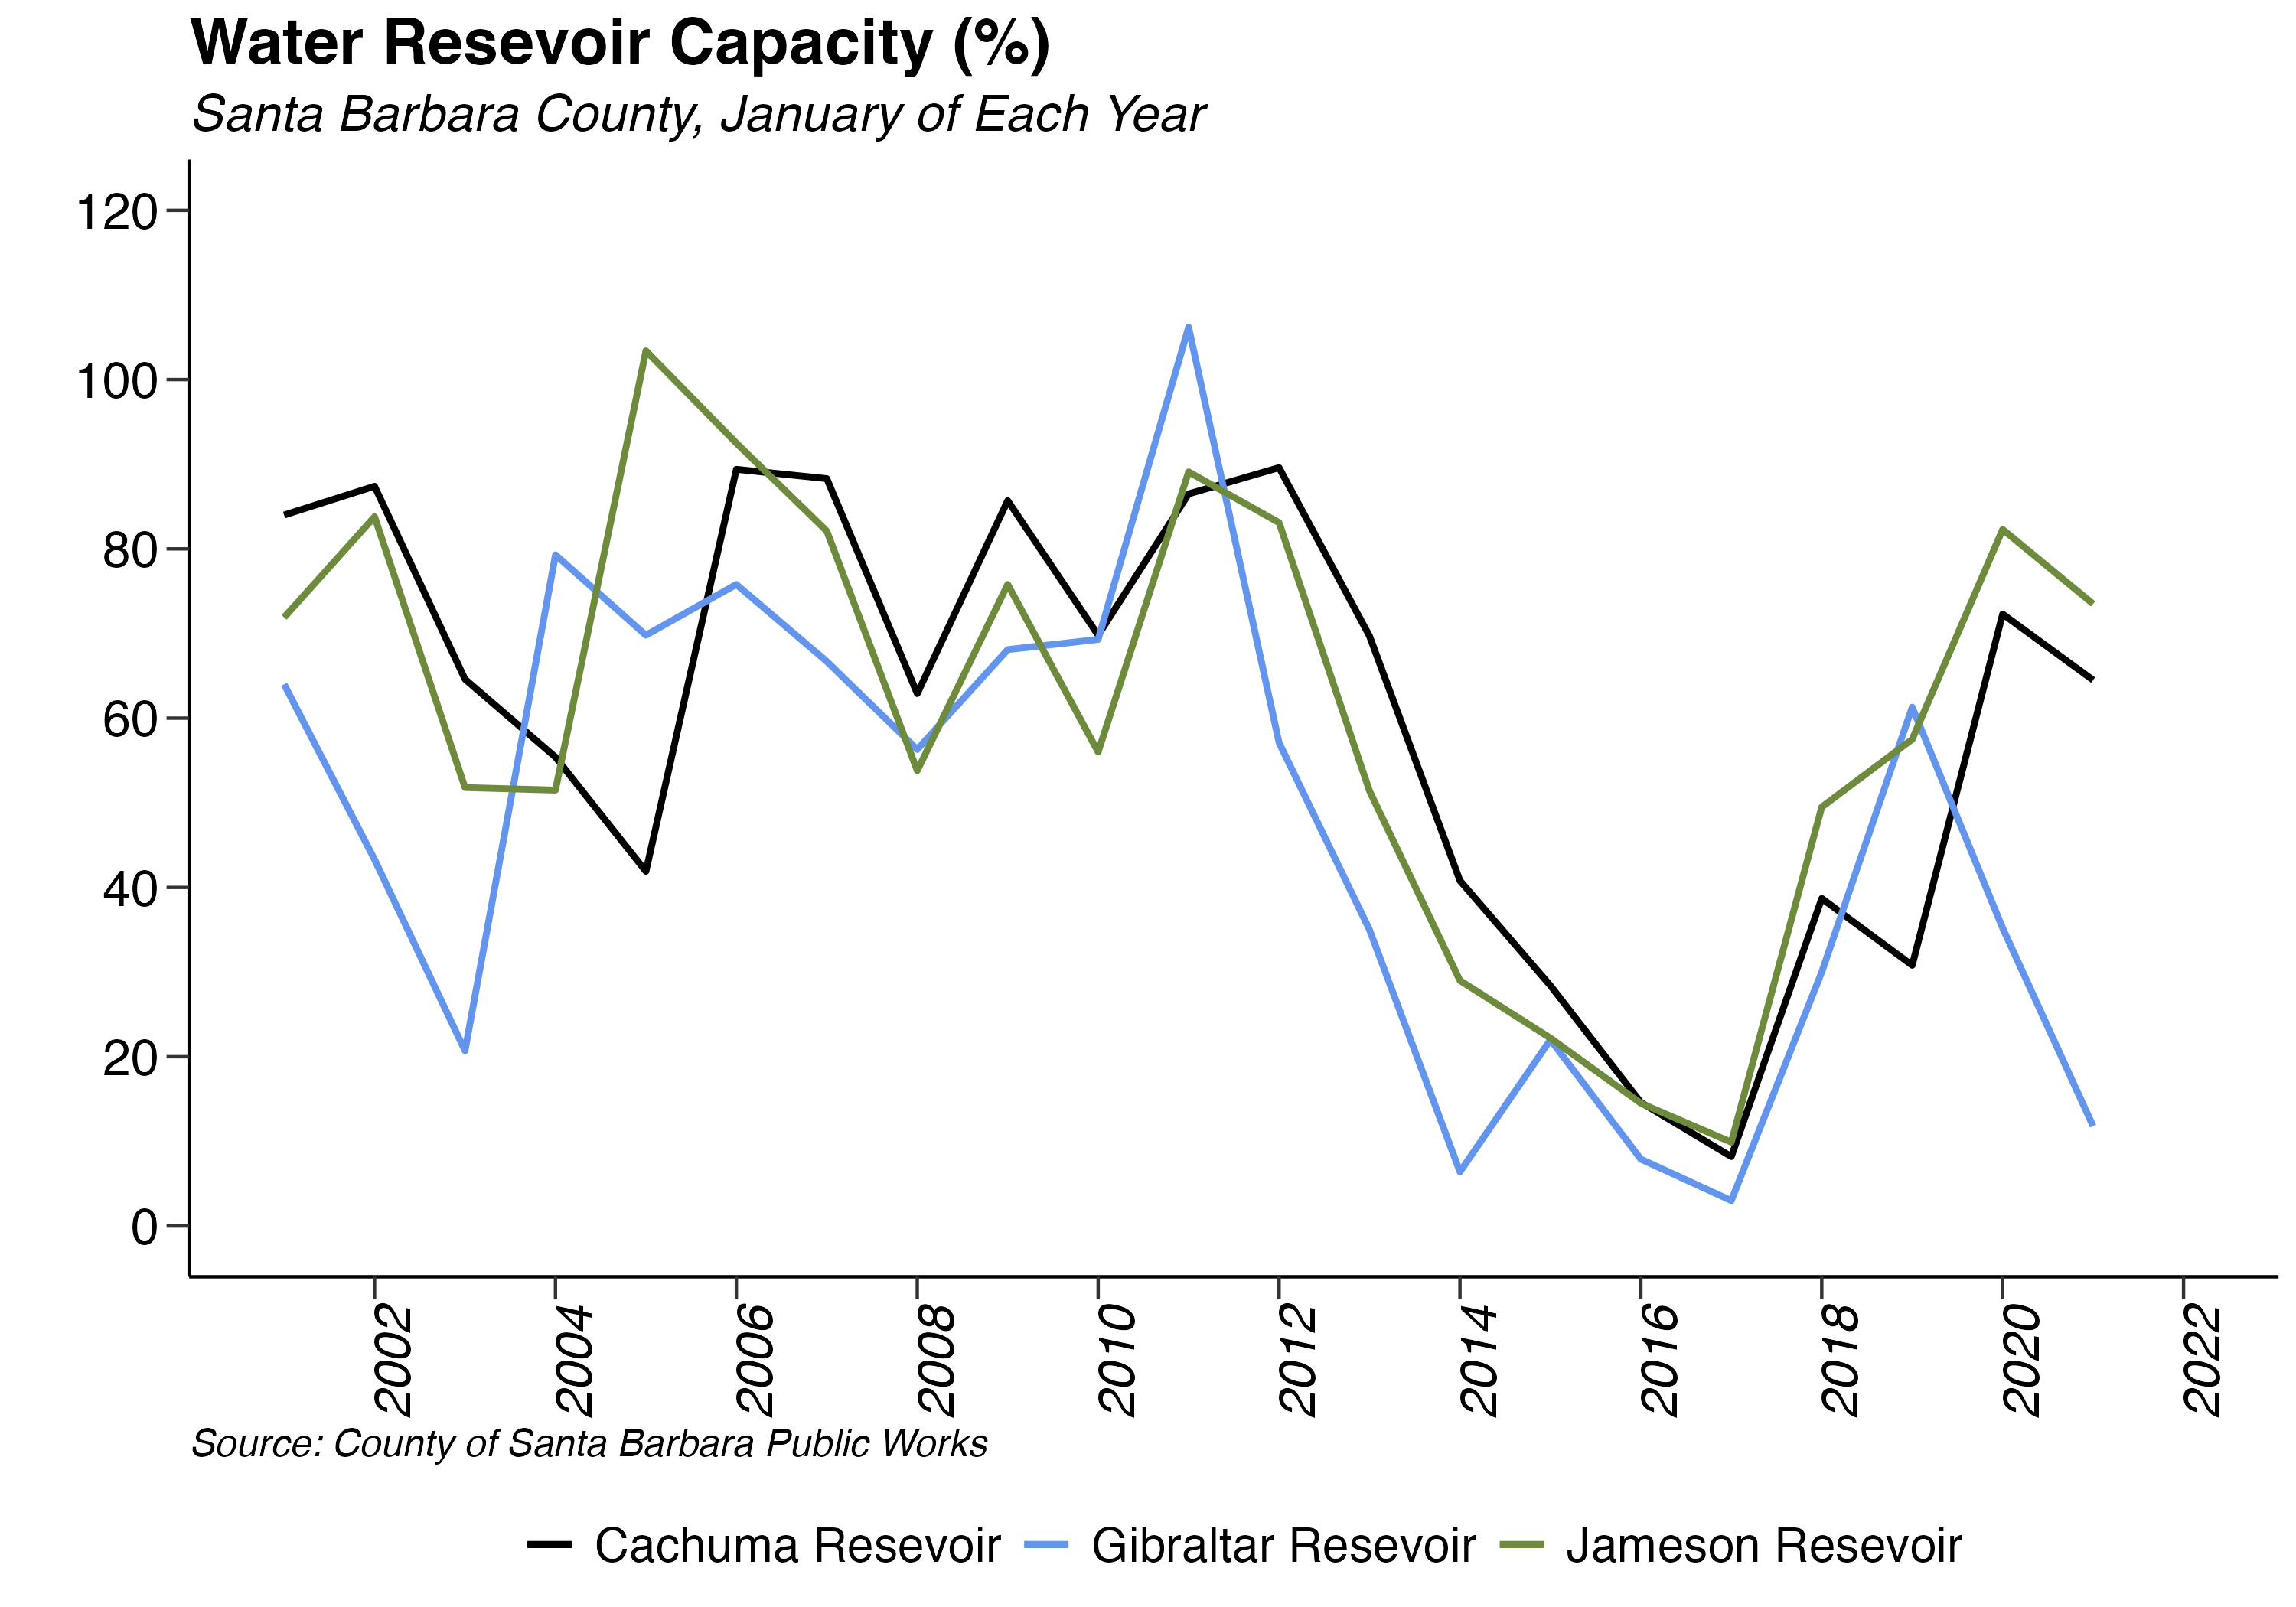 Water Resevoir Capacity (%)
Santa Barbara County, January of Each Year
120
100
80
60
40
20
0
2002 2004 2006 2008 2010 2012 2014 2016 2018 2020 2022
Source: County of Santa Barbara Public Works
Cachuma Resevoir Gibraltar Resevoir Jameson Resevoir